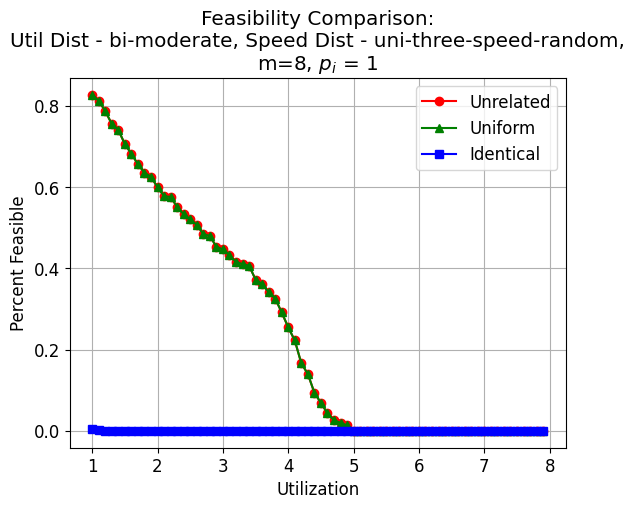 Feasibility Comparison:
Util Dist - bi-moderate, Speed Dist - uni-three-speed-random,
m=8, $p_i$ = 1
Unrelated
Uniform
Identical
Percent Feasible
0.8
0.6
0.4
0.2
0.0
1 2 3 4 5 6 7 8
Utilization